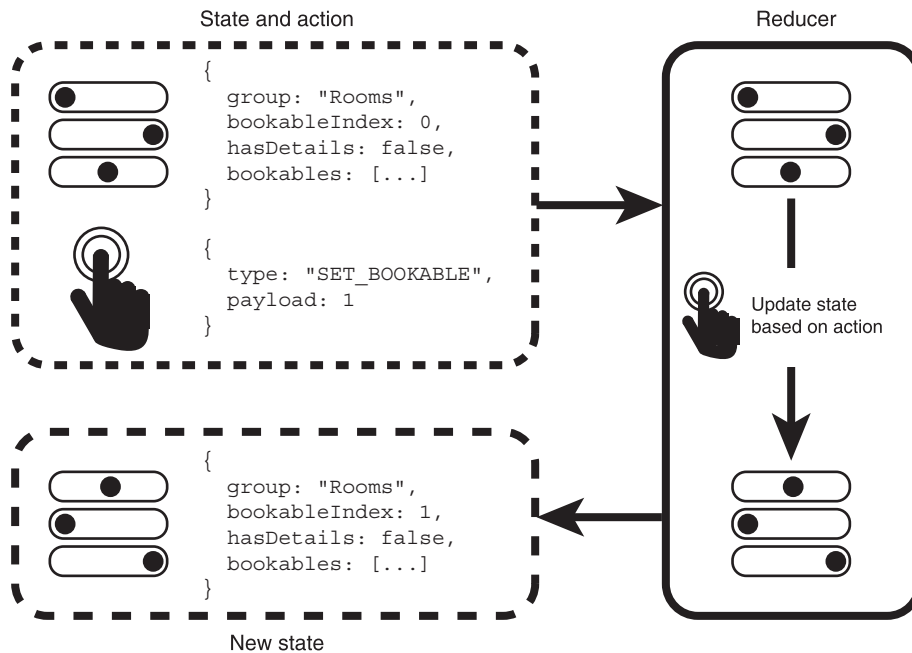 State and action
Reducer
{
  group: "Rooms",
  bookableIndex: 0,
  hasDetails: false,
  bookables: [...]
}
{
  type: "SET_BOOKABLE",
  payload: 1
}
Update state
based on action
{
  group: "Rooms",
  bookableIndex: 1,
  hasDetails: false,
  bookables: [...]
}
New state